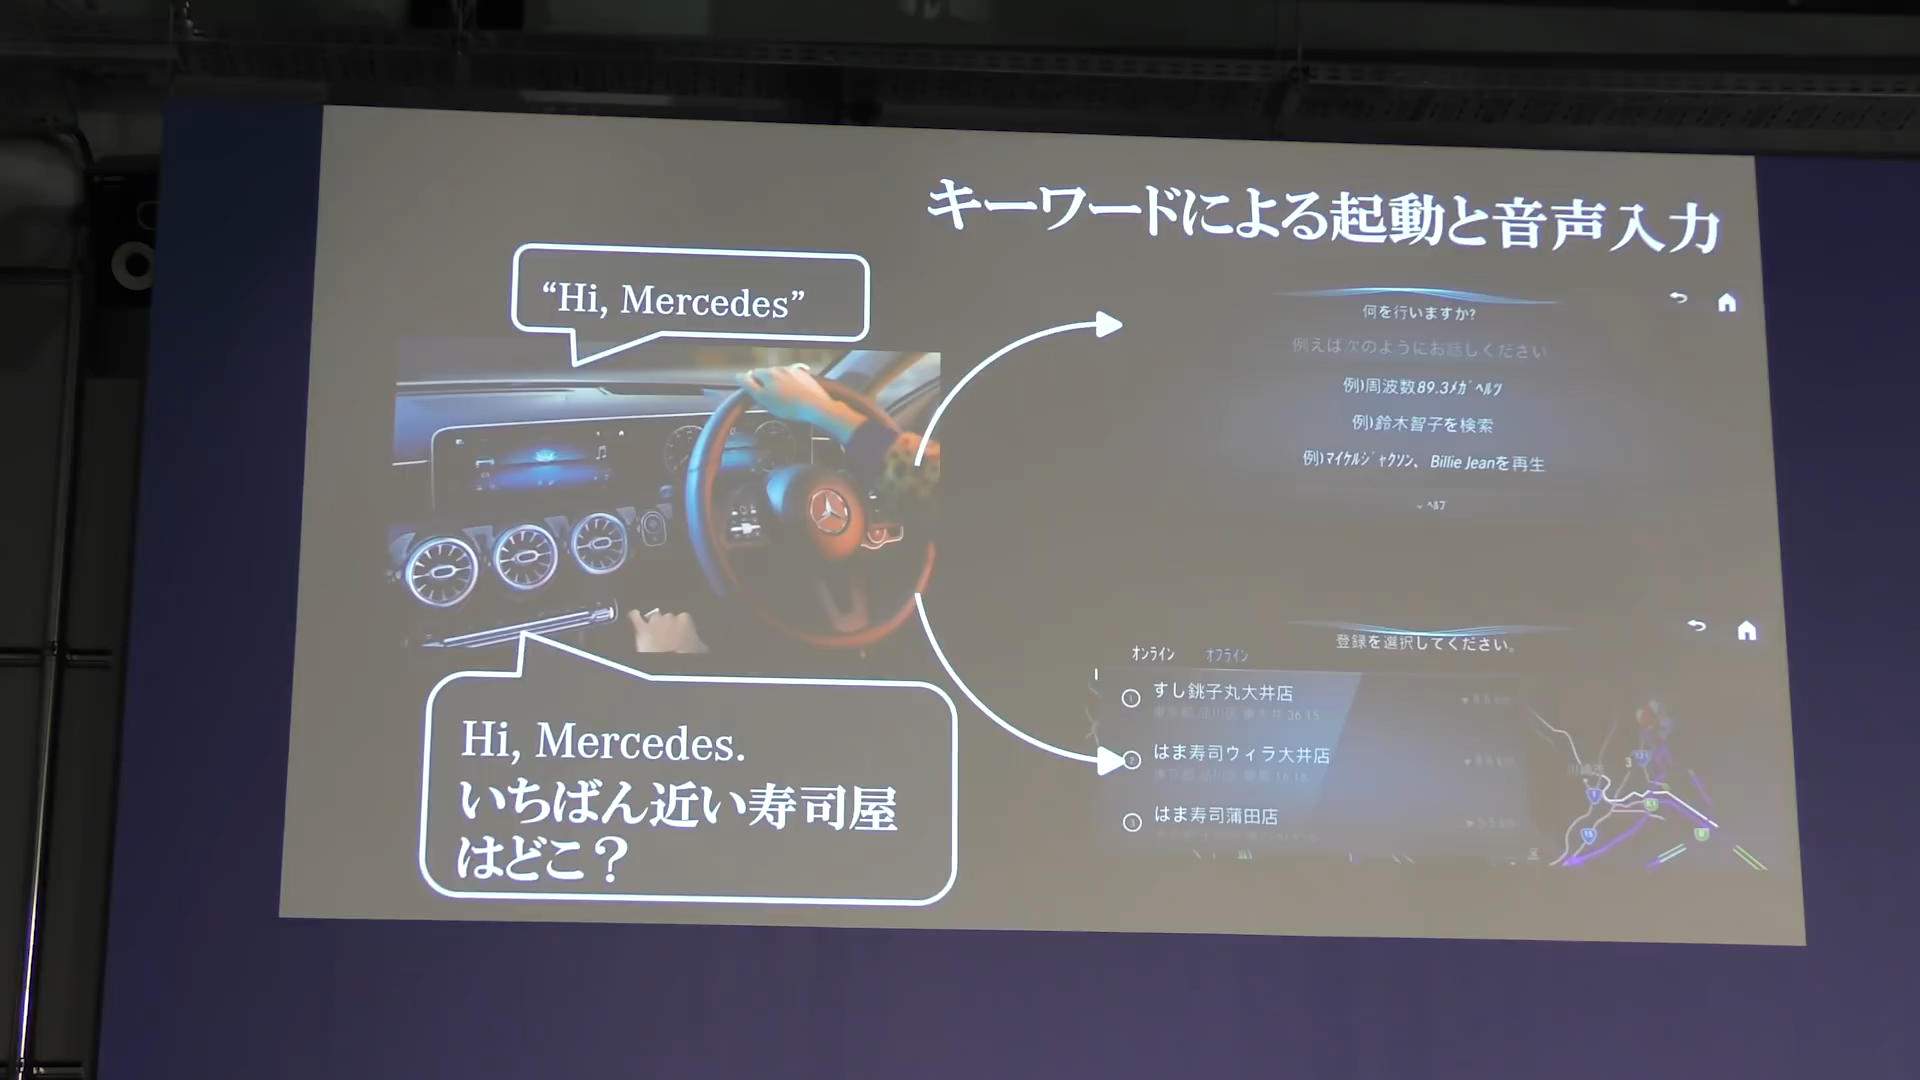 キーワードによる起動と音声入力
“Hi, Mercedes”
何を行いますか?
例えば次のようにお話しください
例)周波数89.3ﾒｶﾞﾍﾙﾂ
例)鈴木智子を検索
例)ﾏｲｹﾙｼﾞｬｸｿﾝ、Billie Jeanを再生
ﾍﾙﾌﾟ
Hi, Mercedes.
いちばん近い寿司屋
はどこ？
登録を選択してください。
ｵﾝﾗｲﾝ ｵﾌﾗｲﾝ
1 すし銚子丸大井店
2 はま寿司ウィラ大井店
3 はま寿司蒲田店